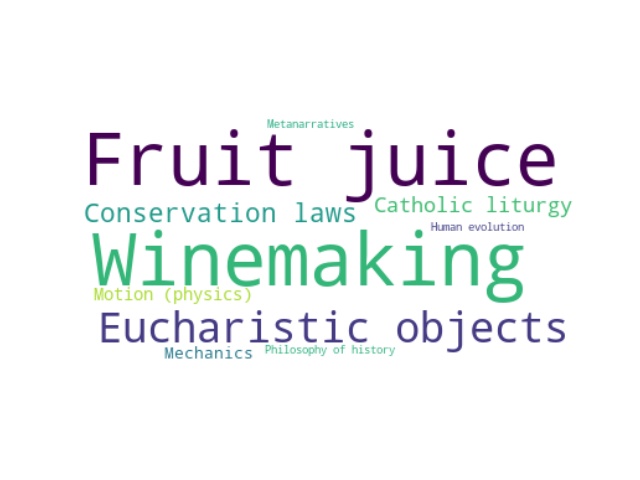 Metanarratives
Fruit juice
Conservation laws
Catholic liturgy
Human evolution
Winemaking
Motion (physics)
Eucharistic objects
Mechanics
Philosophy of history